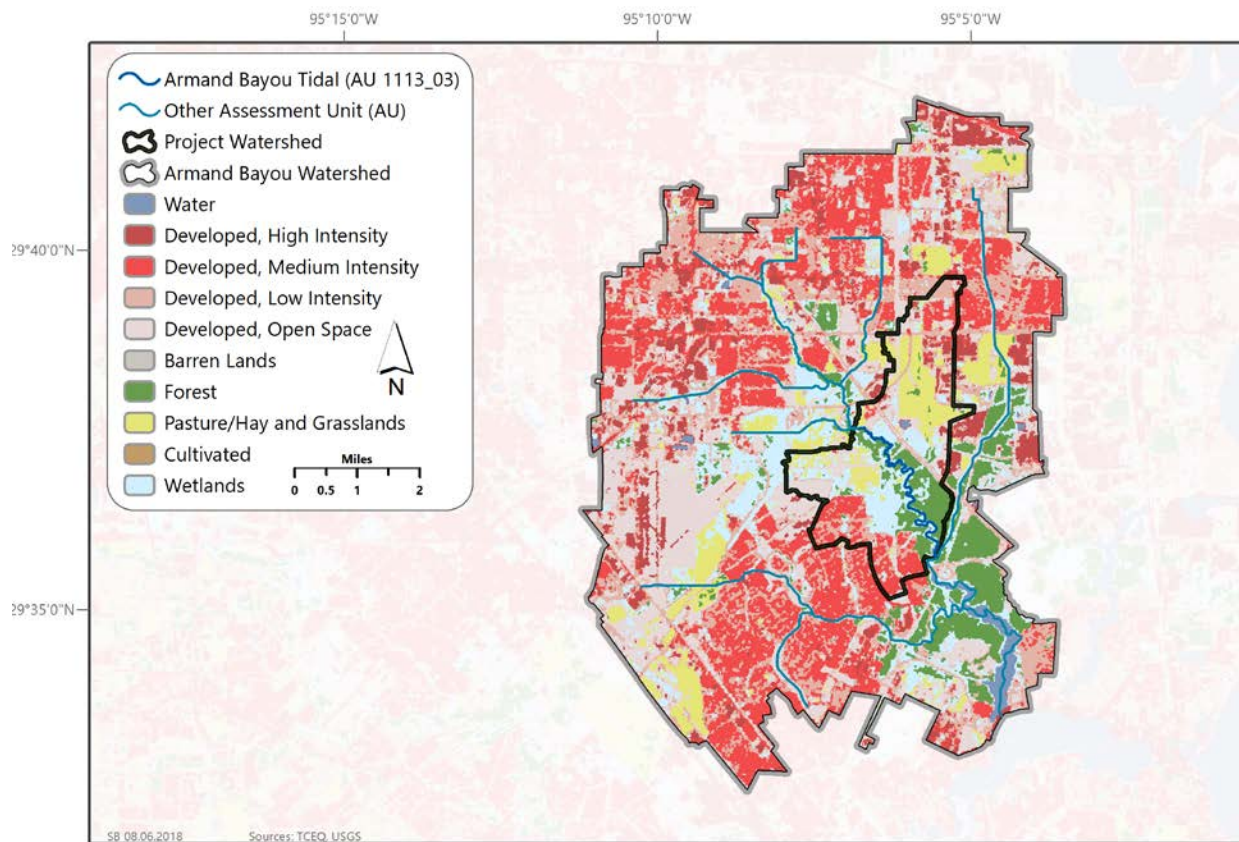 95°15'0"W 95°10'0"W 95°5'0"W
Armand Bayou Tidal (AU 1113_03)
Other Assessment Unit (AU)
Project Watershed
Armand Bayou Watershed
Water
Developed, High Intensity
29°40'0"N
Developed, Medium Intensity
Developed, Low Intensity
Developed, Open Space
Barren Lands
Forest
N
Pasture/Hay and Grasslands
Cultivated
Miles
Wetlands
0 0.5 1 2
29°35'0"N
SB 08.06.2018 Sources: TCEQ, USGS